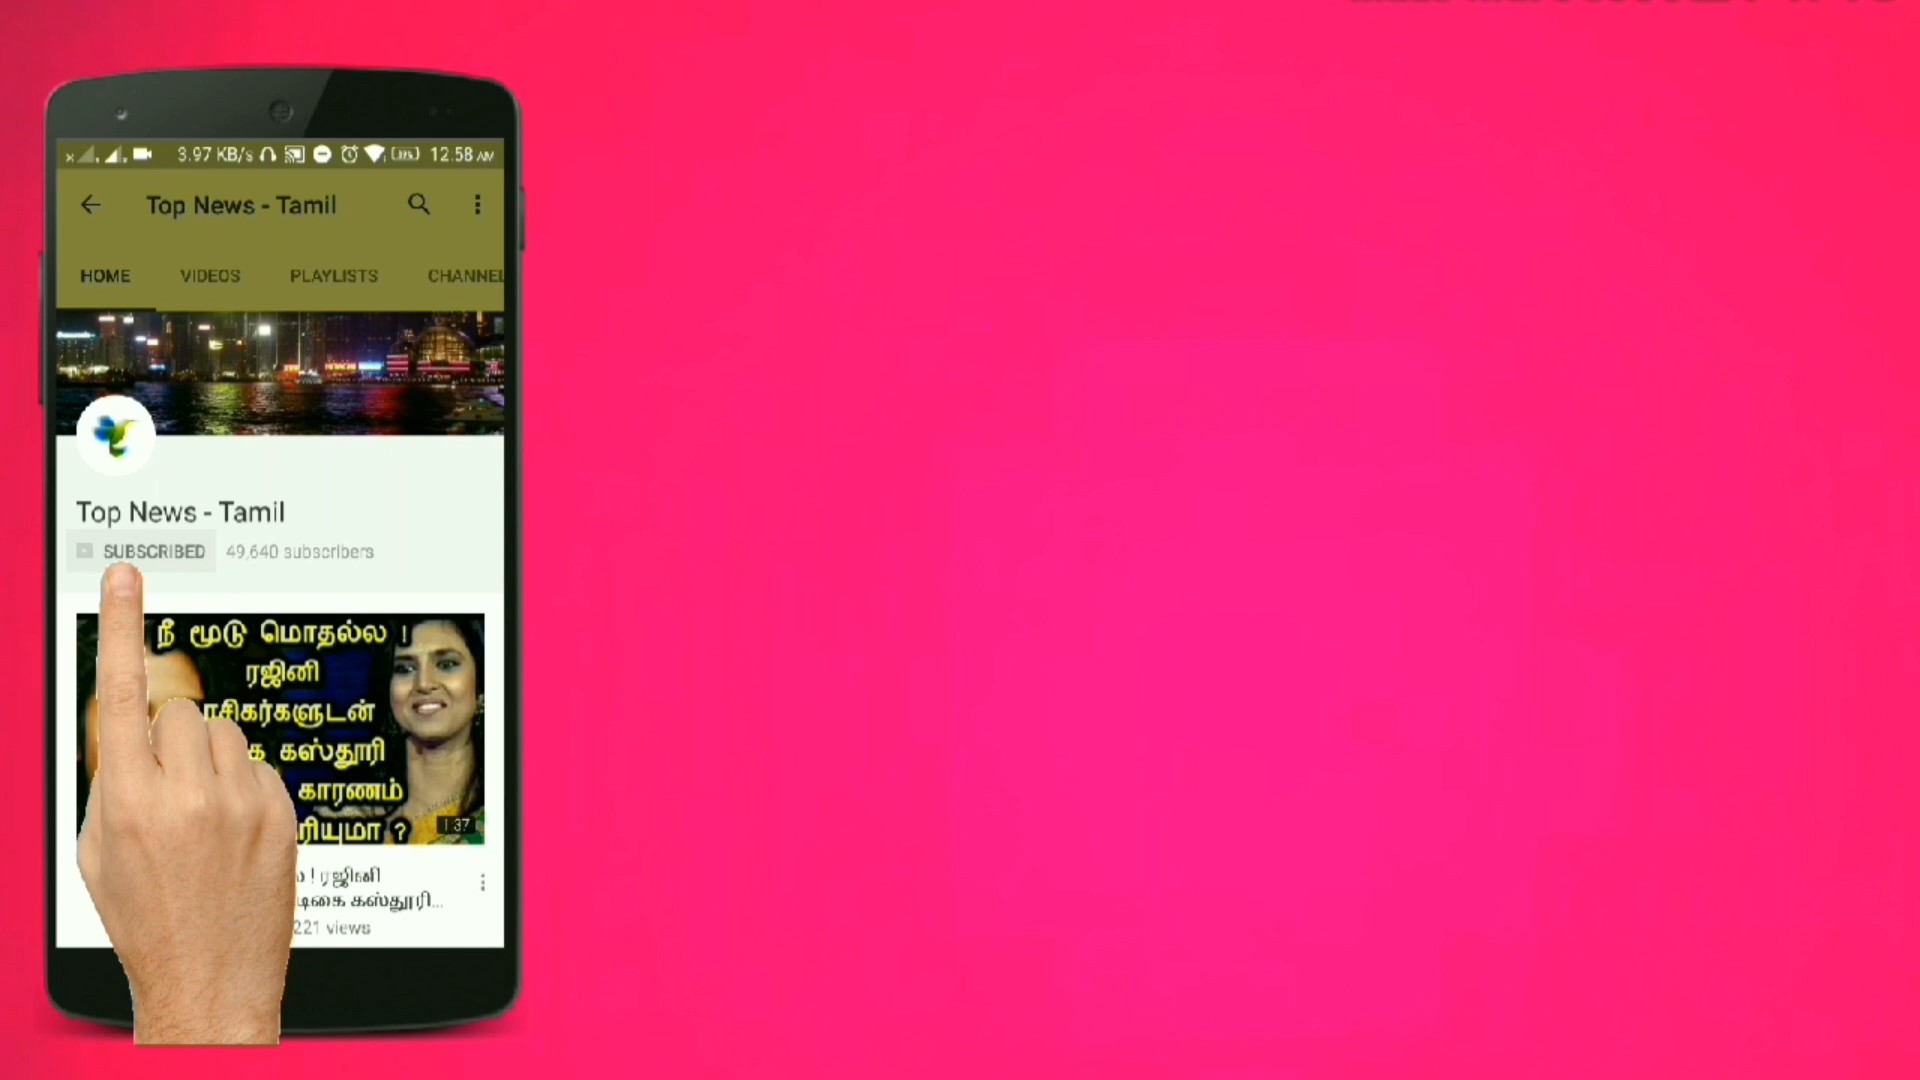 3.97 KB/s 12:58 AM
Top News - Tamil
HOME VIDEOS PLAYLISTS CHANNEL
Top News - Tamil
SUBSCRIBED 49,640 subscribers
நீ மூடு மொதல்ல !
ரஜினி
ரசிகர்களுடன்
கஸ்தூரி
காரணம்
?
1:37
! ரஜினி
கஸ்தூரி...
221 views